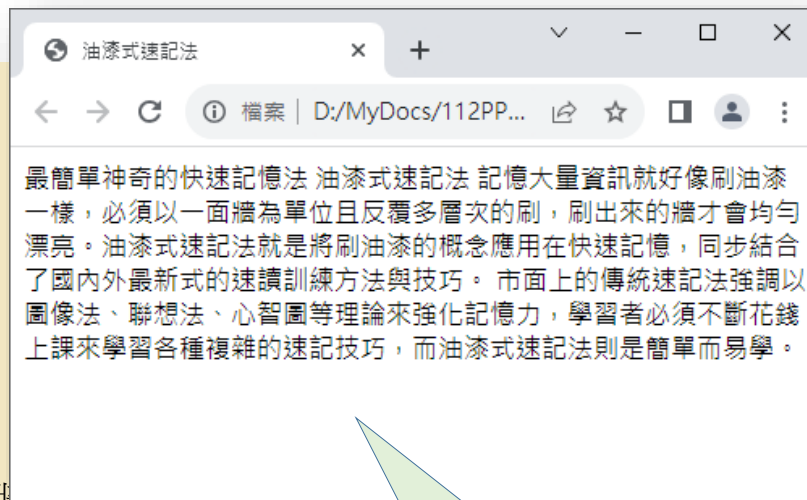 油漆式速記法
檔案 | D:/MyDocs/112PP...
最簡單神奇的快速記憶法 油漆式速記法 記憶大量資訊就好像刷油漆
一樣，必須以一面牆為單位且反覆多層次的刷，刷出來的牆才會均勻
漂亮。油漆式速記法就是將刷油漆的概念應用在快速記憶，同步結合
了國內外最新式的速讀訓練方法與技巧。 市面上的傳統速記法強調以
圖像法、聯想法、心智圖等理論來強化記憶力，學習者必須不斷花錢
上課來學習各種複雜的速記技巧，而油漆式速記法則是簡單而易學。